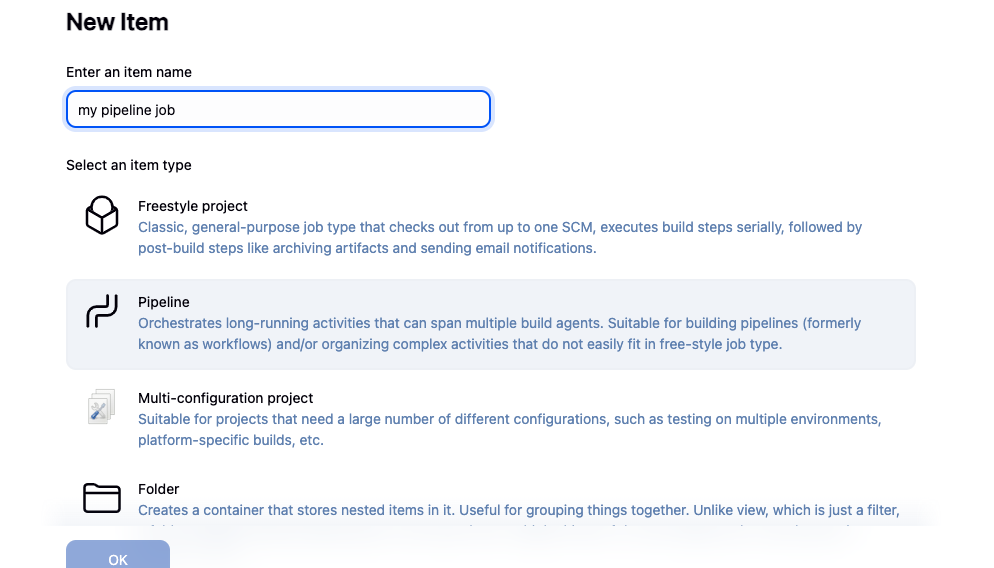 New Item
Enter an item name
my pipeline job
Select an item type
Freestyle project
Classic, general-purpose job type that checks out from up to one SCM, executes build steps serially, followed by
post-build steps like archiving artifacts and sending email notifications.
Pipeline
Orchestrates long-running activities that can span multiple build agents. Suitable for building pipelines (formerly
known as workflows) and/or organizing complex activities that do not easily fit in free-style job type.
Multi-configuration project
Suitable for projects that need a large number of different configurations, such as testing on multiple environments,
platform-specific builds, etc.
Folder
Creates a container that stores nested items in it. Useful for grouping things together. Unlike view, which is just a filter,
OK